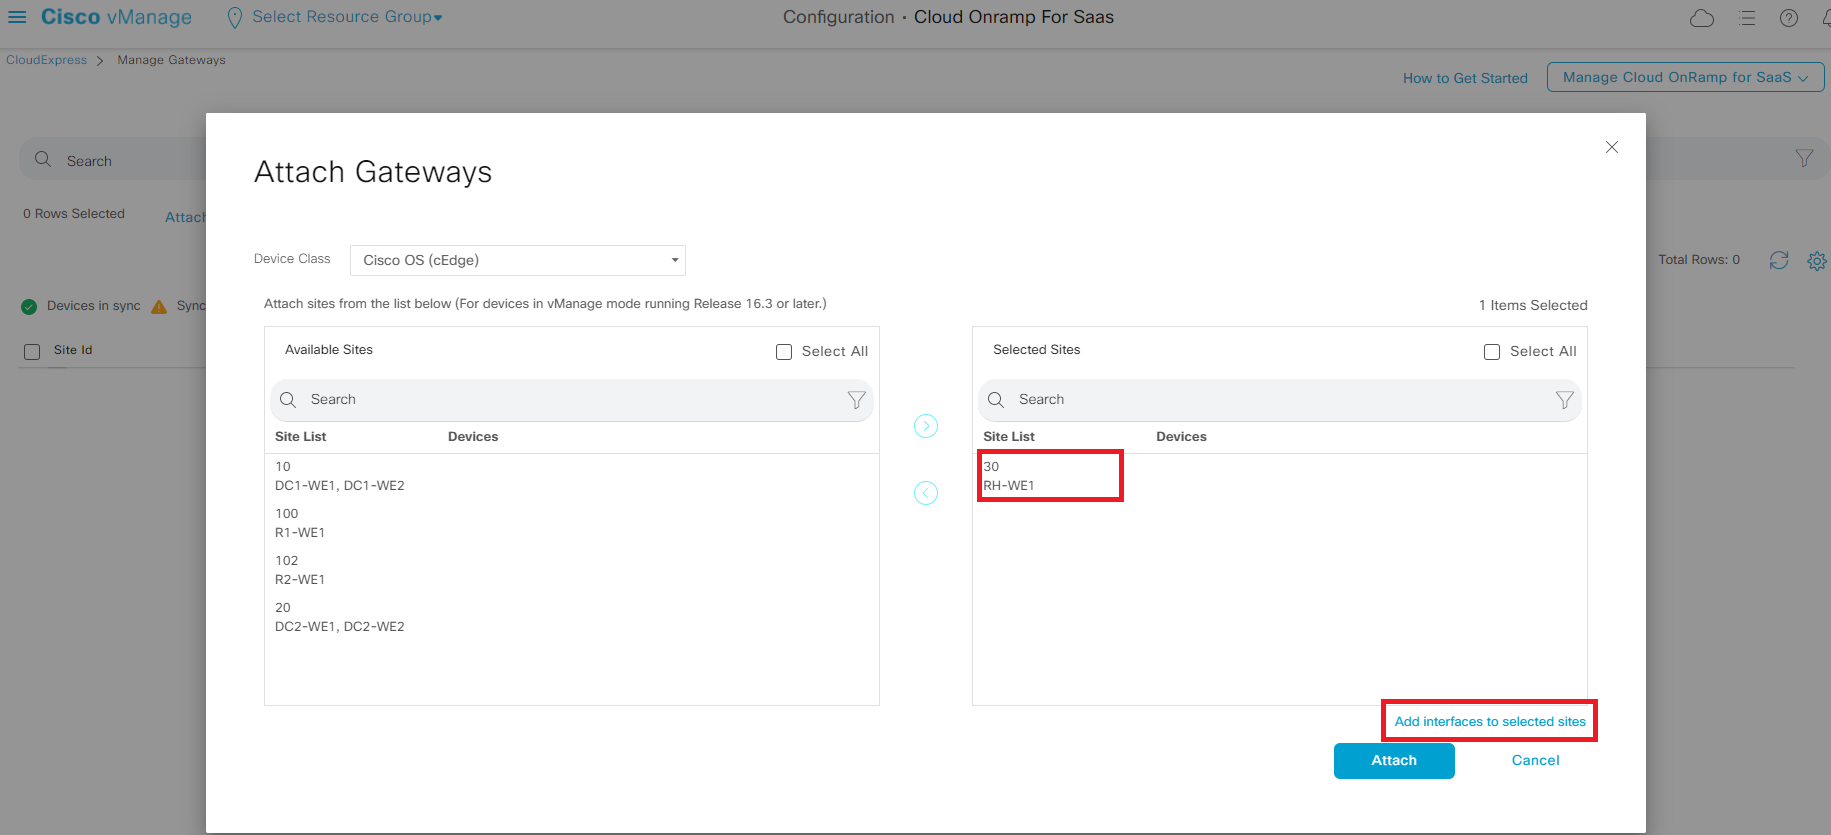 Cisco vManage
Select Resource Group
Configuration · Cloud Onramp For Saas
CloudExpress > Manage Gateways
How to Get Started
Manage Cloud OnRamp for SaaS
Search
0 Rows Selected
Attach
Total Rows: 0
Devices in sync
Sync
Site Id
Attach Gateways
Device Class
Cisco OS (cEdge)
Attach sites from the list below (For devices in vManage mode running Release 16.3 or later.)
1 Items Selected
Available Sites
Select All
Search
Site List Devices
10
DC1-WE1, DC1-WE2
100
R1-WE1
102
R2-WE1
20
DC2-WE1, DC2-WE2
Selected Sites
Select All
Search
Site List Devices
30
RH-WE1
Add interfaces to selected sites
Attach
Cancel